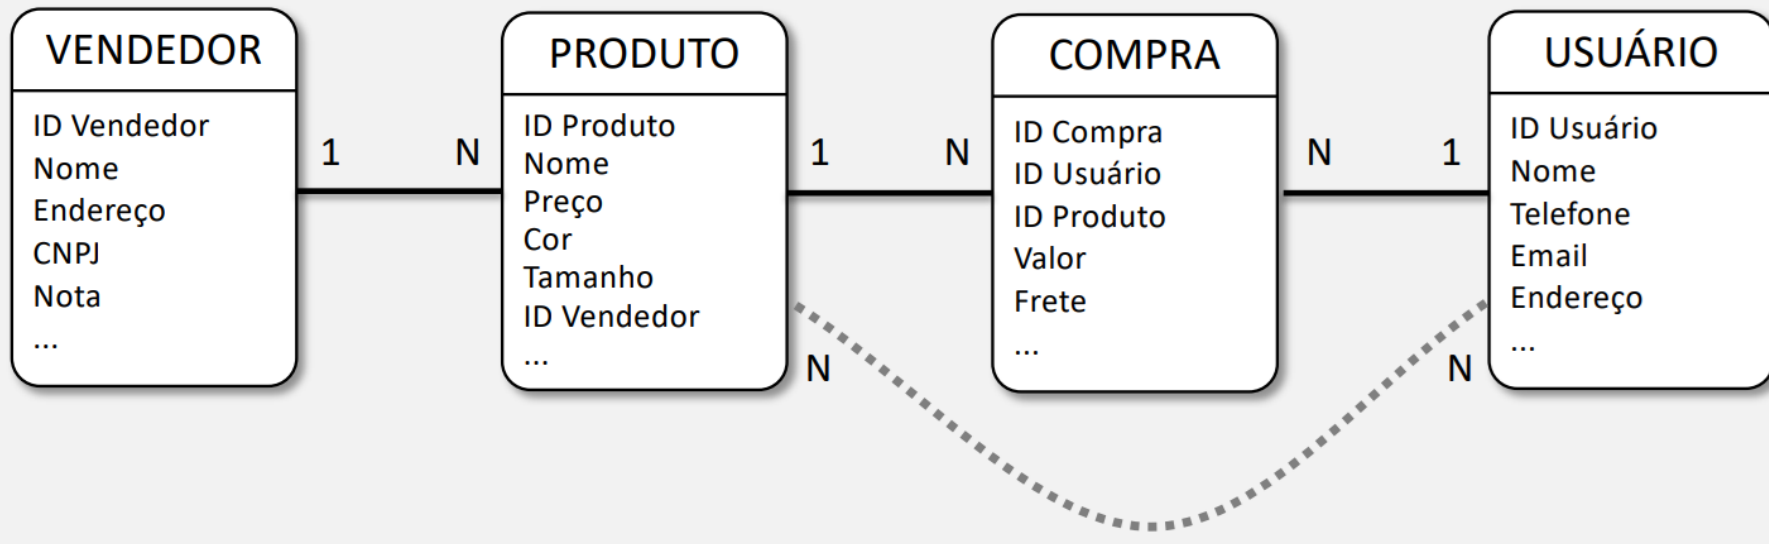 VENDEDOR
ID Vendedor
Nome
Endereço
CNPJ
Nota
...
1
N
PRODUTO
ID Produto
Nome
Preço
Cor
Tamanho
ID Vendedor
...
1
N
COMPRA
ID Compra
ID Usuário
ID Produto
Valor
Frete
...
N
1
USUÁRIO
ID Usuário
Nome
Telefone
Email
Endereço
...
N
N